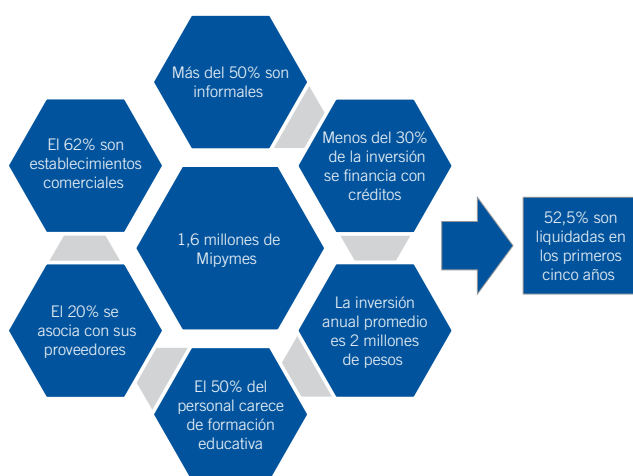 Más del 50% son
informales
Menos del 30%
de la inversión
se financia con
créditos
La inversión
anual promedio
es 2 millones
de pesos
El 50% del
personal carece
de formación
educativa
El 20% se
asocia con sus
proveedores
El 62% son
establecimientos
comerciales
1,6 millones de
Mipymes
52,5% son
liquidadas en
los primeros
cinco años